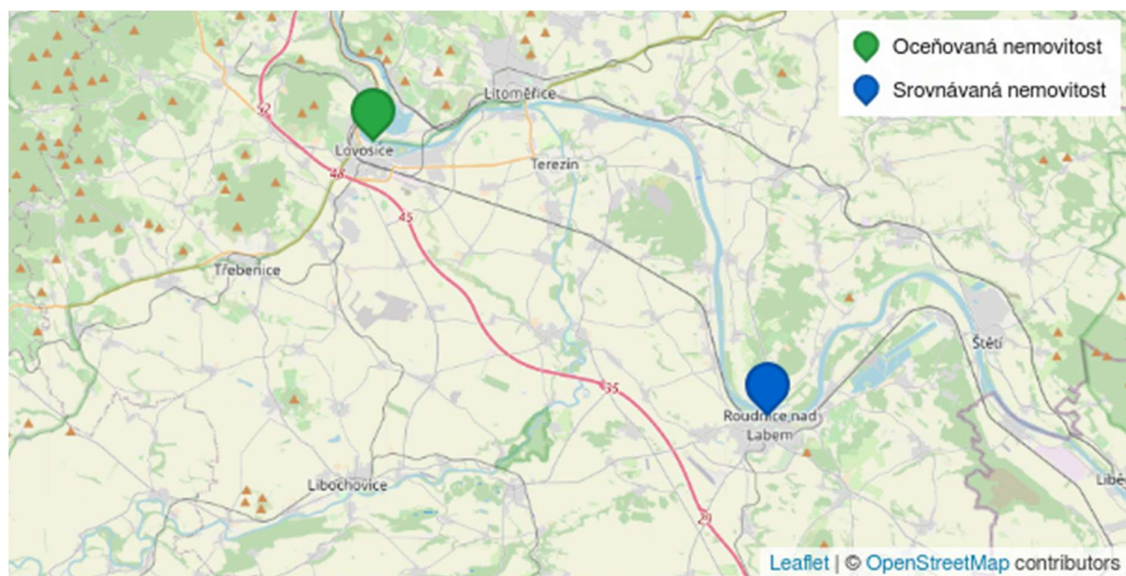 Oceňovaná nemovitost
Srovnávaná nemovitost
Litoměřice
52
Lovosice
Terezín
48
45
Třebenice
Štětí
35
Roudnice nad
Labem
Libochovice
29
Leaflet | © OpenStreetMap contributors